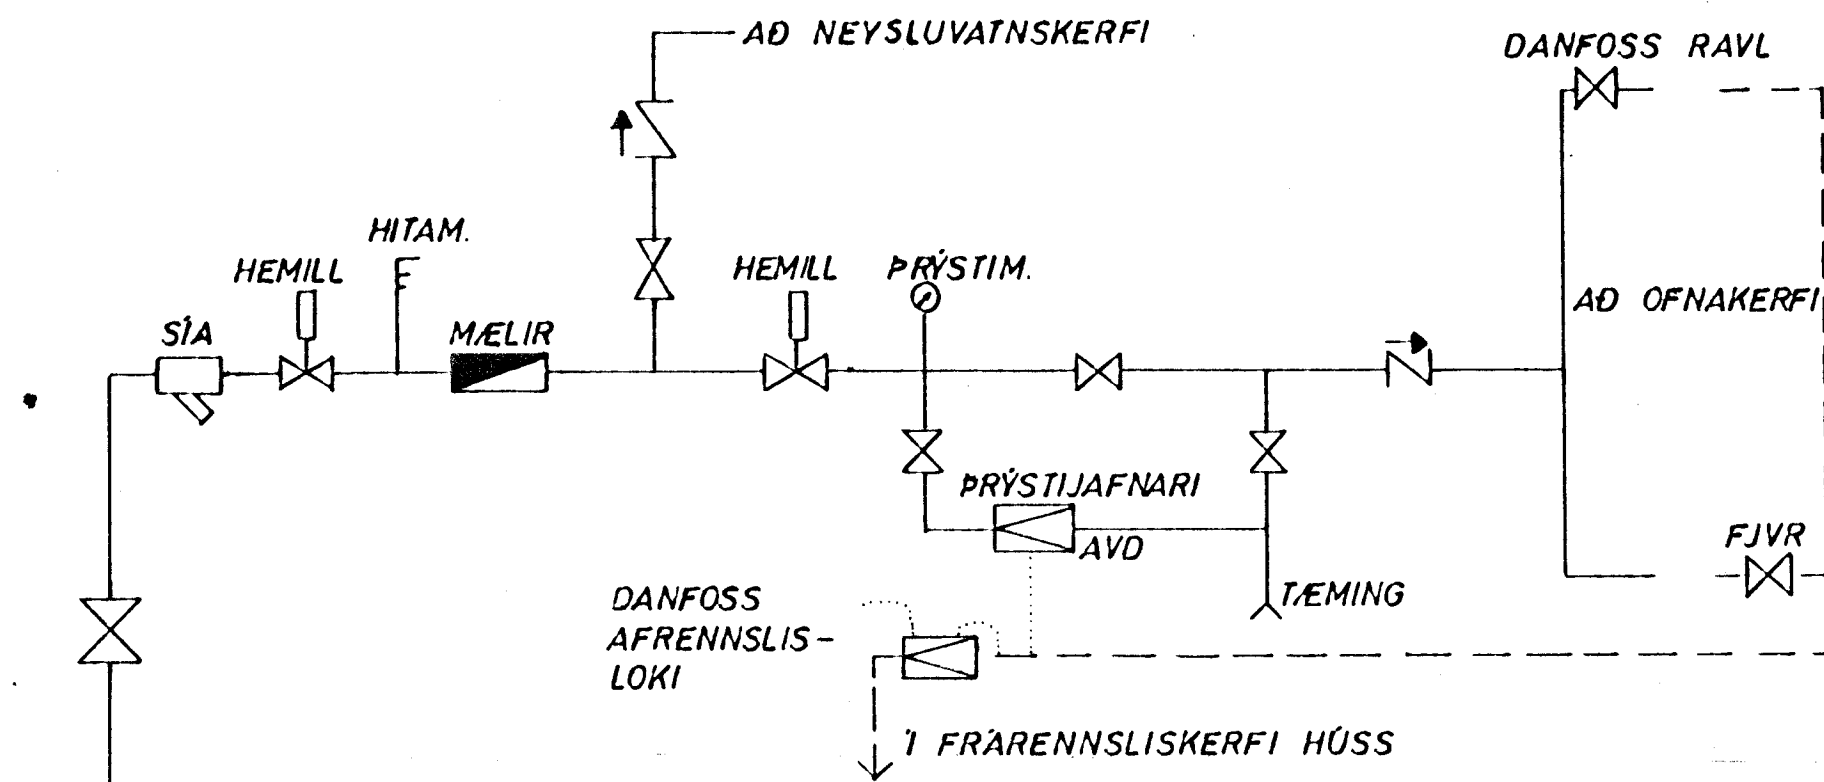 AÐ NEYSLUVATNSKERFI
DANFOSS RAVL
HITAM.
HEMILL
HEMILL
ÞRÝSTIM.
AÐ OFNAKERFI
SÍA
MÆLIR
ÞRÝSTIJAFNARI
AVD
FJVR
DANFOSS
AFRENNSLIS-
LOKI
TÆMING
Í FRÁRENNSLISKERFI HÚSS